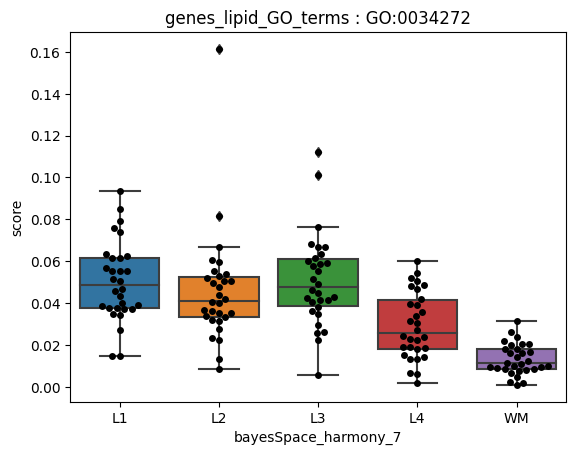 genes_lipid_GO_terms : GO:0034272
0.16
0.14
0.12
0.10
0.08
0.06
0.04
0.02
0.00
score
L1 L2 L3 L4 WM
bayesSpace_harmony_7